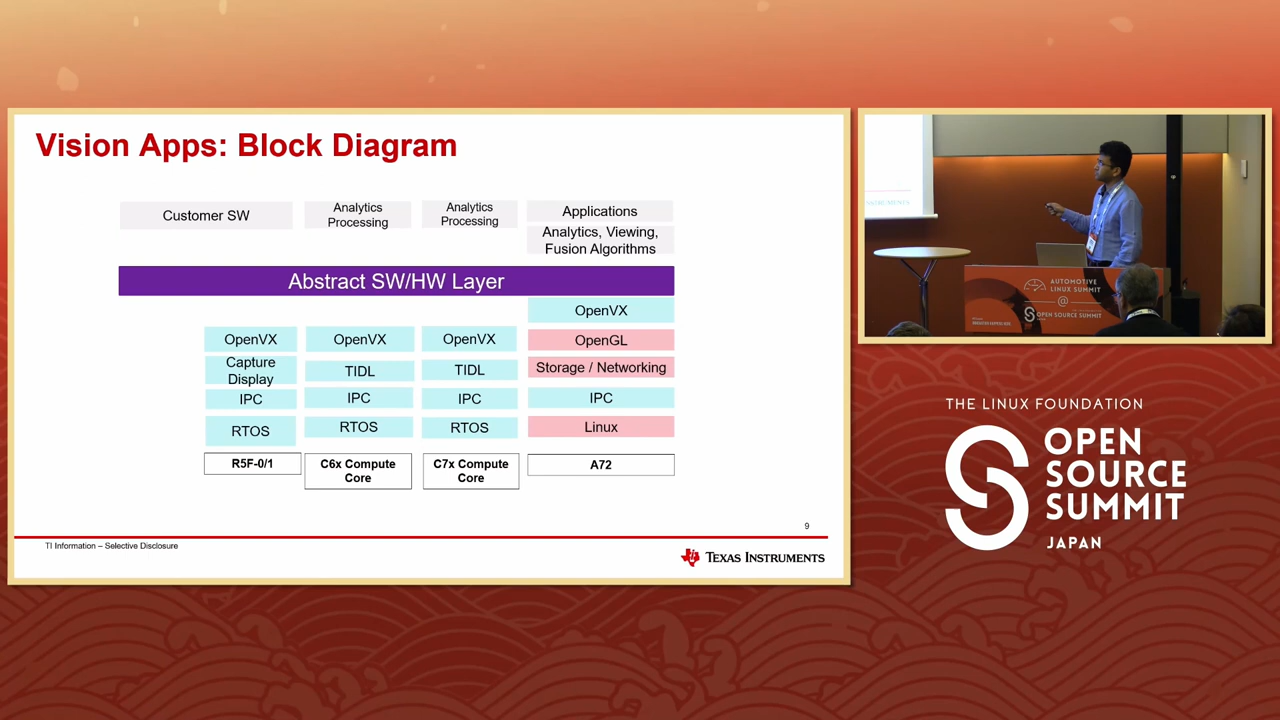 Vision Apps: Block Diagram
Customer SW
Analytics
Processing
Analytics
Processing
Applications
Analytics, Viewing,
Fusion Algorithms
Abstract SW/HW Layer
OpenVX
OpenVX
OpenVX
OpenVX
OpenGL
Capture
Display
TIDL
TIDL
Storage / Networking
IPC
IPC
IPC
IPC
RTOS
RTOS
RTOS
Linux
R5F-0/1
C6x Compute
Core
C7x Compute
Core
A72
9
TI Information – Selective Disclosure
TEXAS INSTRUMENTS
AUTOMOTIVE
LINUX SUMMIT
@
OPEN SOURCE SUMMIT
THE LINUX FOUNDATION
OPEN
SOURCE
SUMMIT
JAPAN